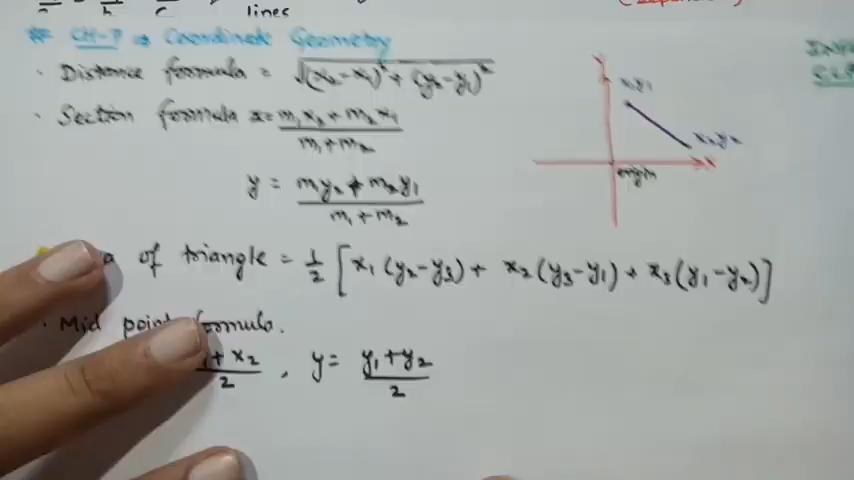 lines
# CH-7 ⇒ Coordinate Geometry
· Distance formula = √(x₂-x₁)² + (y₂-y₁)²
· Section formula x = m₁x₂+m₂x₁
m₁+m₂
y = m₁y₂+m₂y₁
m₁+m₂
x₁y₁
x₂y₂
Y
X
origin
of triangle = 1/2 [x₁(y₂-y₃)+ x₂(y₃-y₁)+ x₃(y₁-y₂)]
· Mid point formula.
+x₂
2
, y = y₁+y₂
2